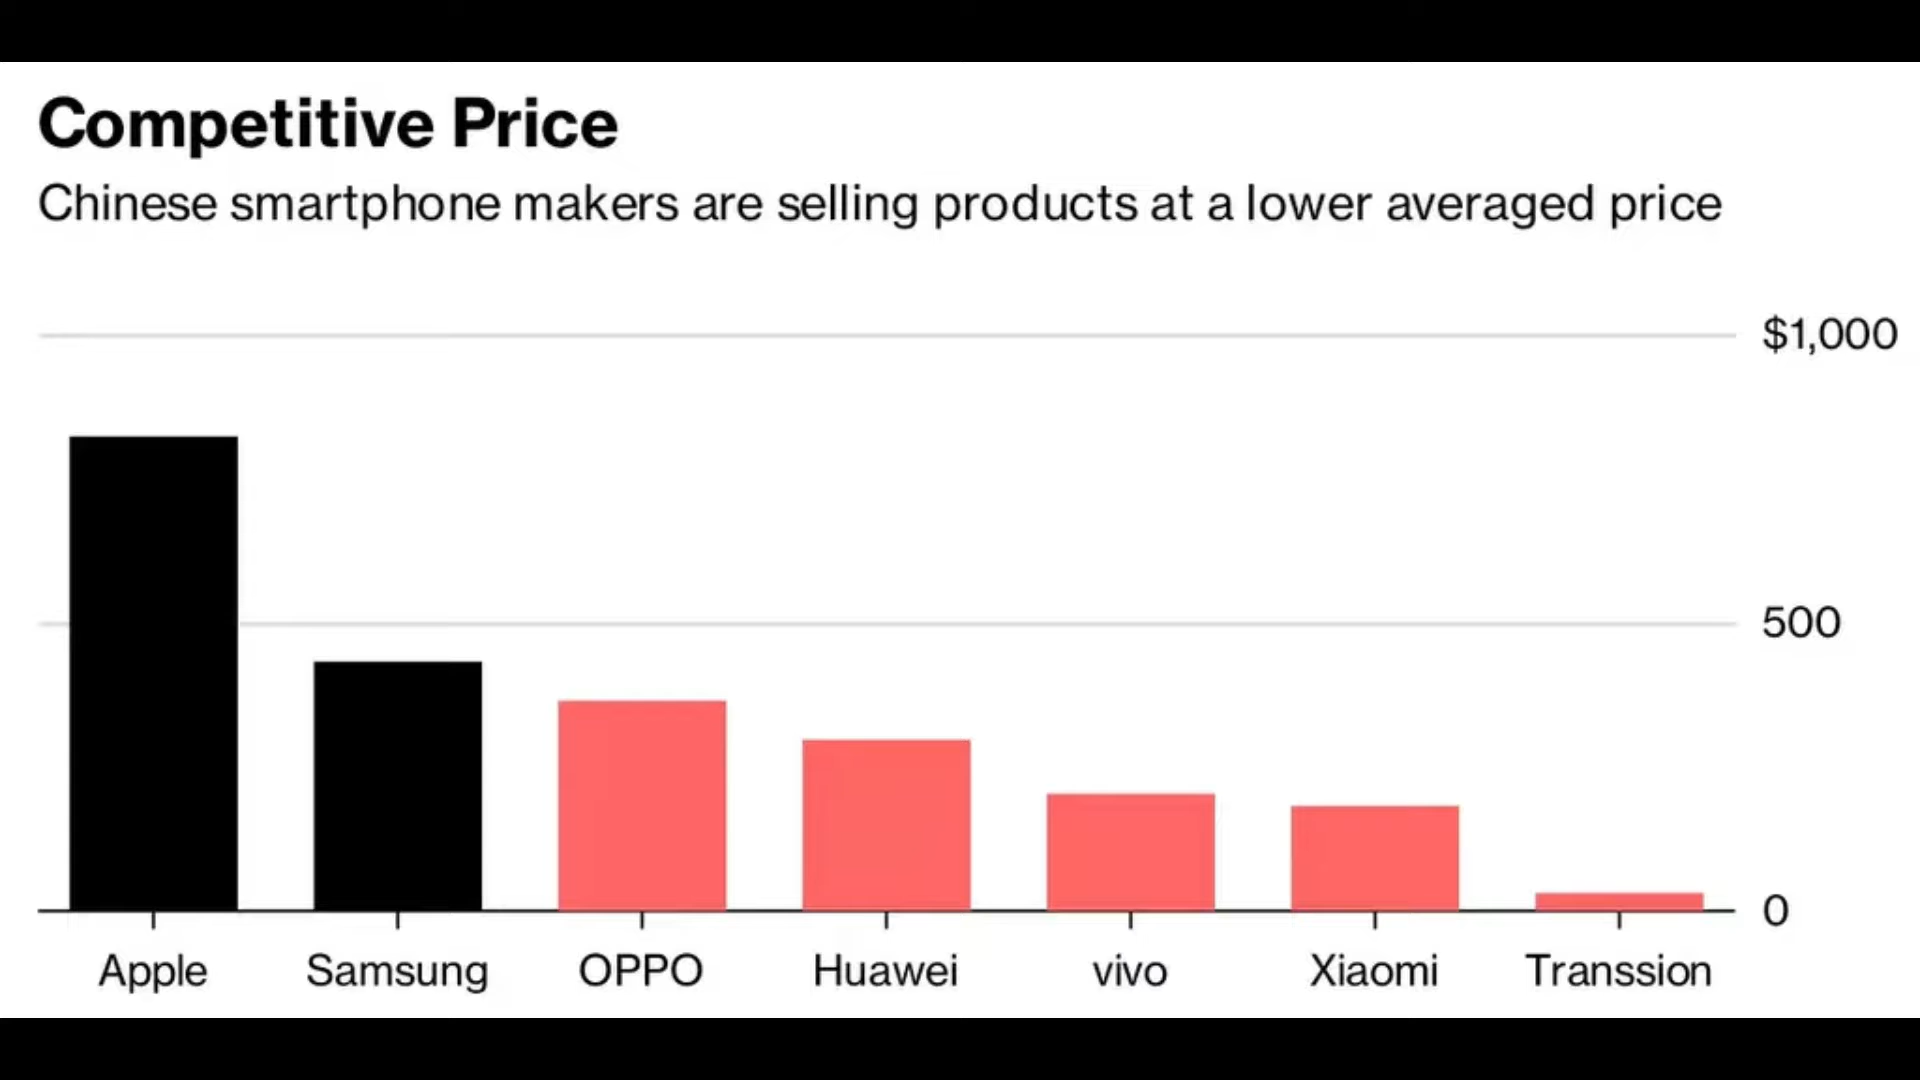 Competitive Price
Chinese smartphone makers are selling products at a lower averaged price
$1,000
500
0
Apple Samsung OPPO Huawei vivo Xiaomi Transsion